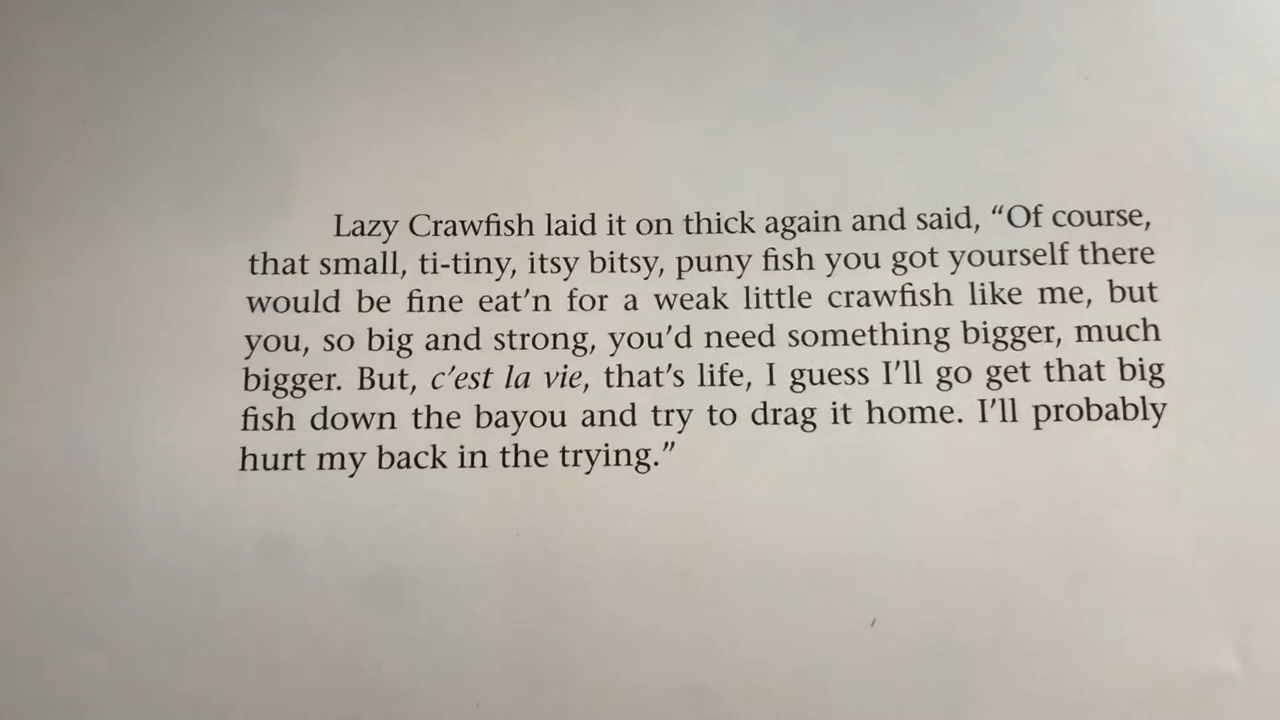 Lazy Crawfish laid it on thick again and said, “Of course,
that small, ti-tiny, itsy bitsy, puny fish you got yourself there
would be fine eat’n for a weak little crawfish like me, but
you, so big and strong, you’d need something bigger, much
bigger. But, c’est la vie, that’s life, I guess I’ll go get that big
fish down the bayou and try to drag it home. I’ll probably
hurt my back in the trying.”